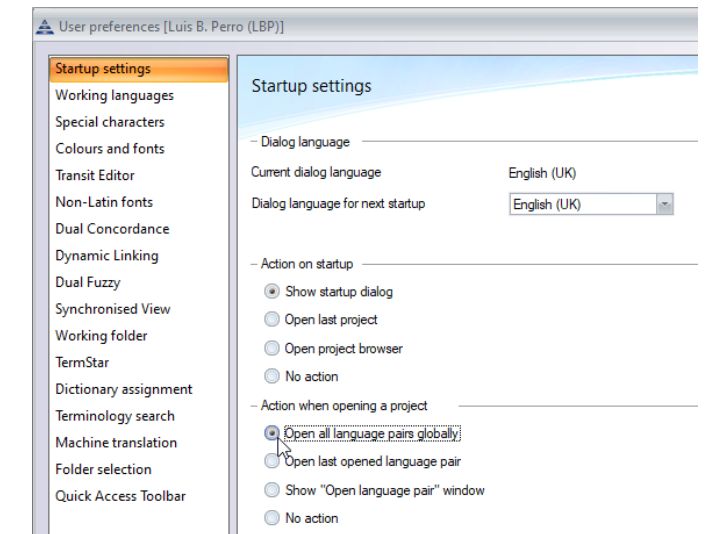 User preferences [Luis B. Perro (LBP)]
Startup settings
Working languages
Special characters
Colours and fonts
Transit Editor
Non-Latin fonts
Dual Concordance
Dynamic Linking
Dual Fuzzy
Synchronised View
Working folder
TermStar
Dictionary assignment
Terminology search
Machine translation
Folder selection
Quick Access Toolbar
Startup settings
Dialog language
Current dialog language English (UK)
Dialog language for next startup English (UK)
Action on startup
Show startup dialog
Open last project
Open project browser
No action
Action when opening a project
Open all language pairs globally
Open last opened language pair
Show "Open language pair" window
No action